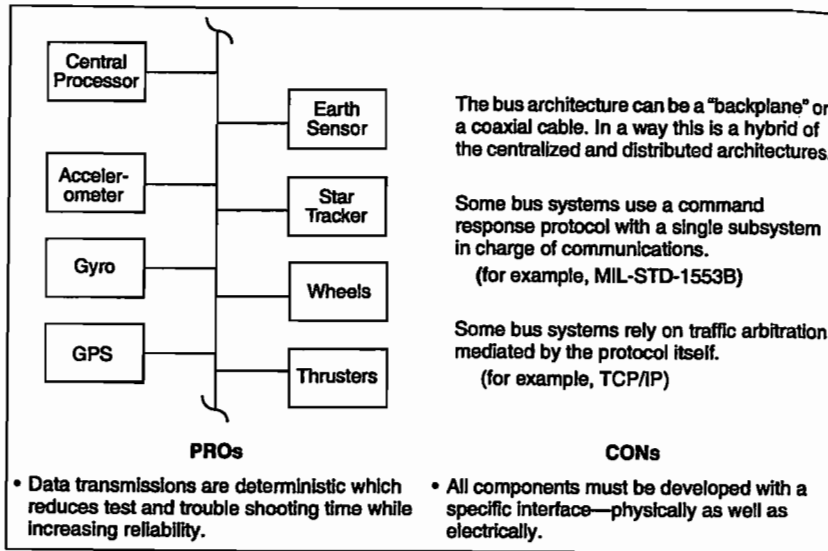 Central
Processor
Earth
Sensor
Acceler-
ometer
Star
Tracker
Gyro
Wheels
GPS
Thrusters
The bus architecture can be a "backplane" or
a coaxial cable. In a way this is a hybrid of
the centralized and distributed architectures.
Some bus systems use a command
response protocol with a single subsystem
in charge of communications.
(for example, MIL-STD-1553B)
Some bus systems rely on traffic arbitration
mediated by the protocol itself.
(for example, TCP/IP)
PROs
• Data transmissions are deterministic which
reduces test and trouble shooting time while
increasing reliability.
CONs
• All components must be developed with a
specific interface—physically as well as
electrically.